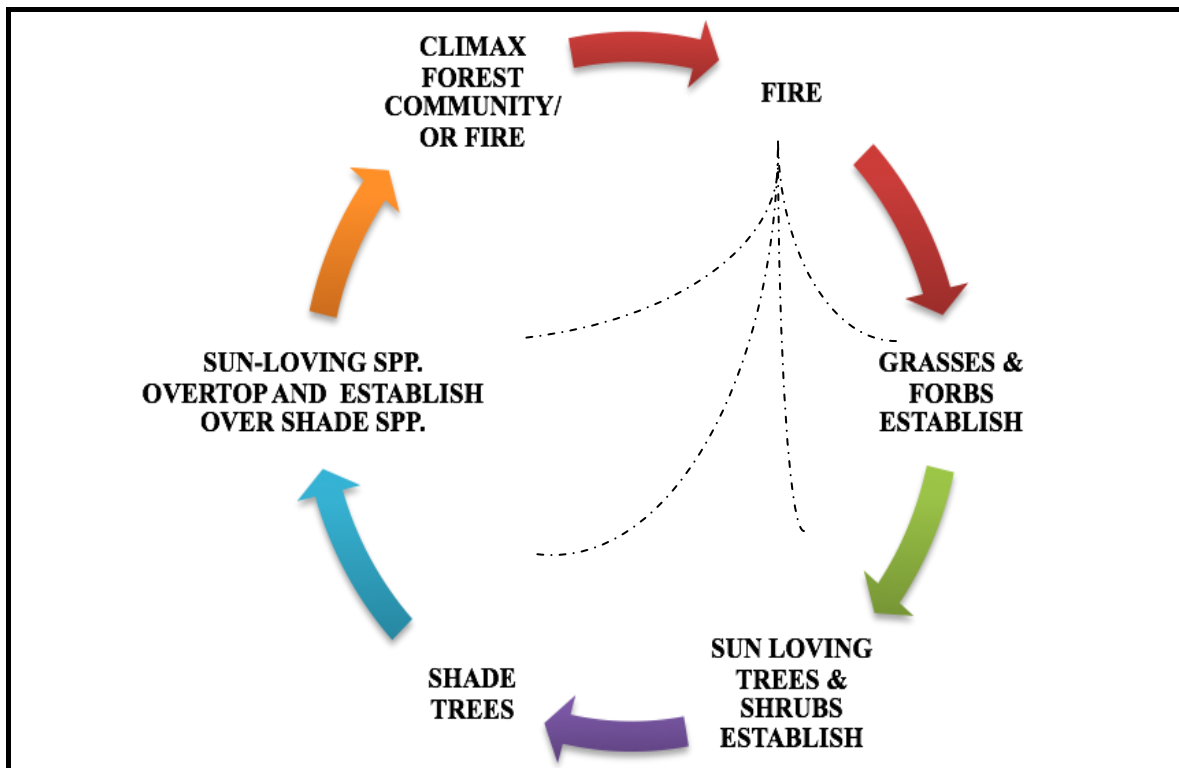 CLIMAX
FOREST
COMMUNITY/
OR FIRE
FIRE
GRASSES &
FORBS
ESTABLISH
SUN LOVING
TREES &
SHRUBS
ESTABLISH
SHADE
TREES
SUN-LOVING SPP.
OVERTOP AND ESTABLISH
OVER SHADE SPP.